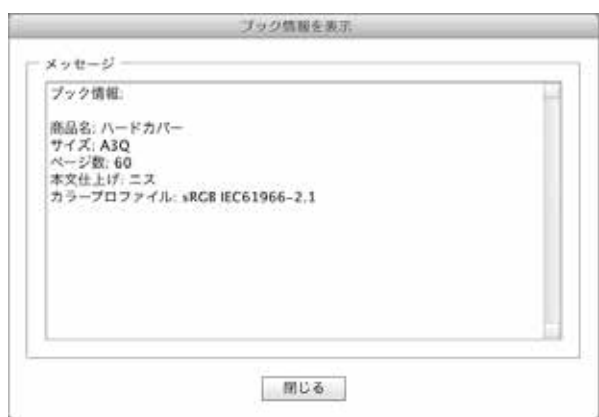 ブック情報を表示
メッセージ
ブック情報:
商品名: ハードカバー
サイズ: A3Q
ページ数: 60
本文仕上げ: ニス
カラープロファイル: sRGB IEC61966-2.1
閉じる